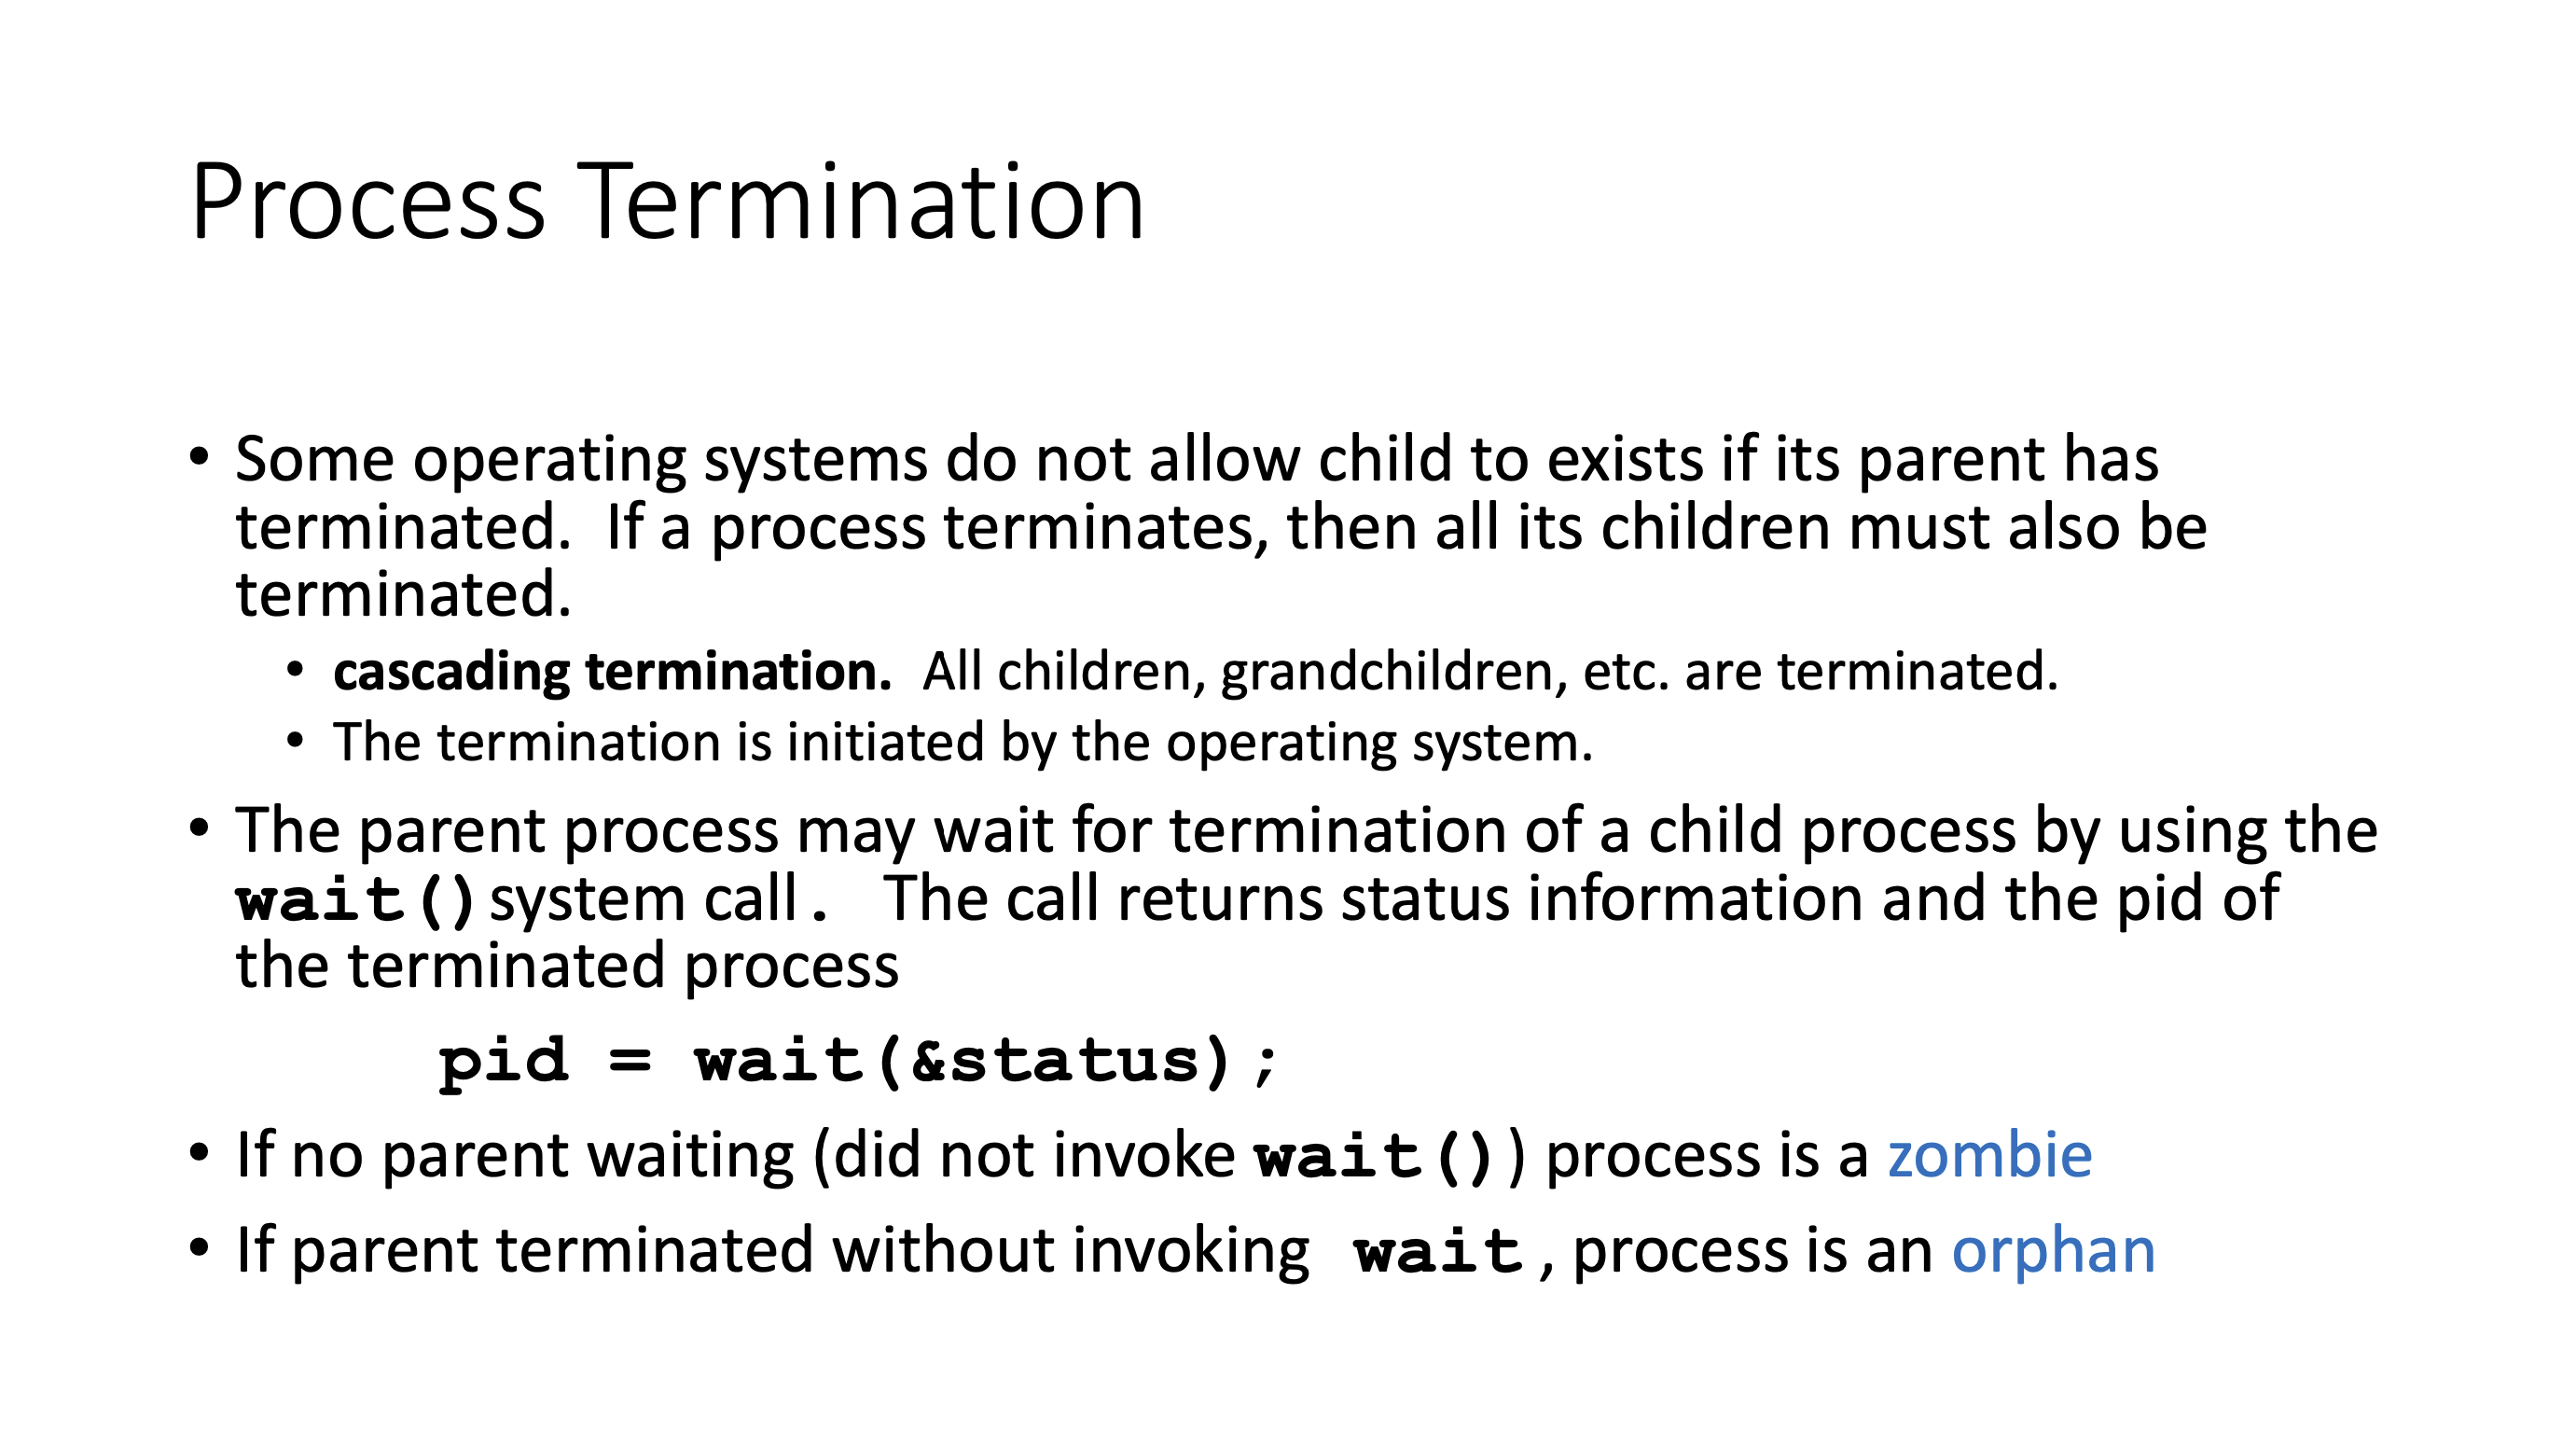 Process Termination
• Some operating systems do not allow child to exists if its parent has
terminated.  If a process terminates, then all its children must also be
terminated.
• cascading termination.  All children, grandchildren, etc. are terminated.
• The termination is initiated by the operating system.
• The parent process may wait for termination of a child process by using the
wait() system call.  The call returns status information and the pid of
the terminated process
pid = wait(&status);
• If no parent waiting (did not invoke wait()) process is a zombie
• If parent terminated without invoking wait, process is an orphan